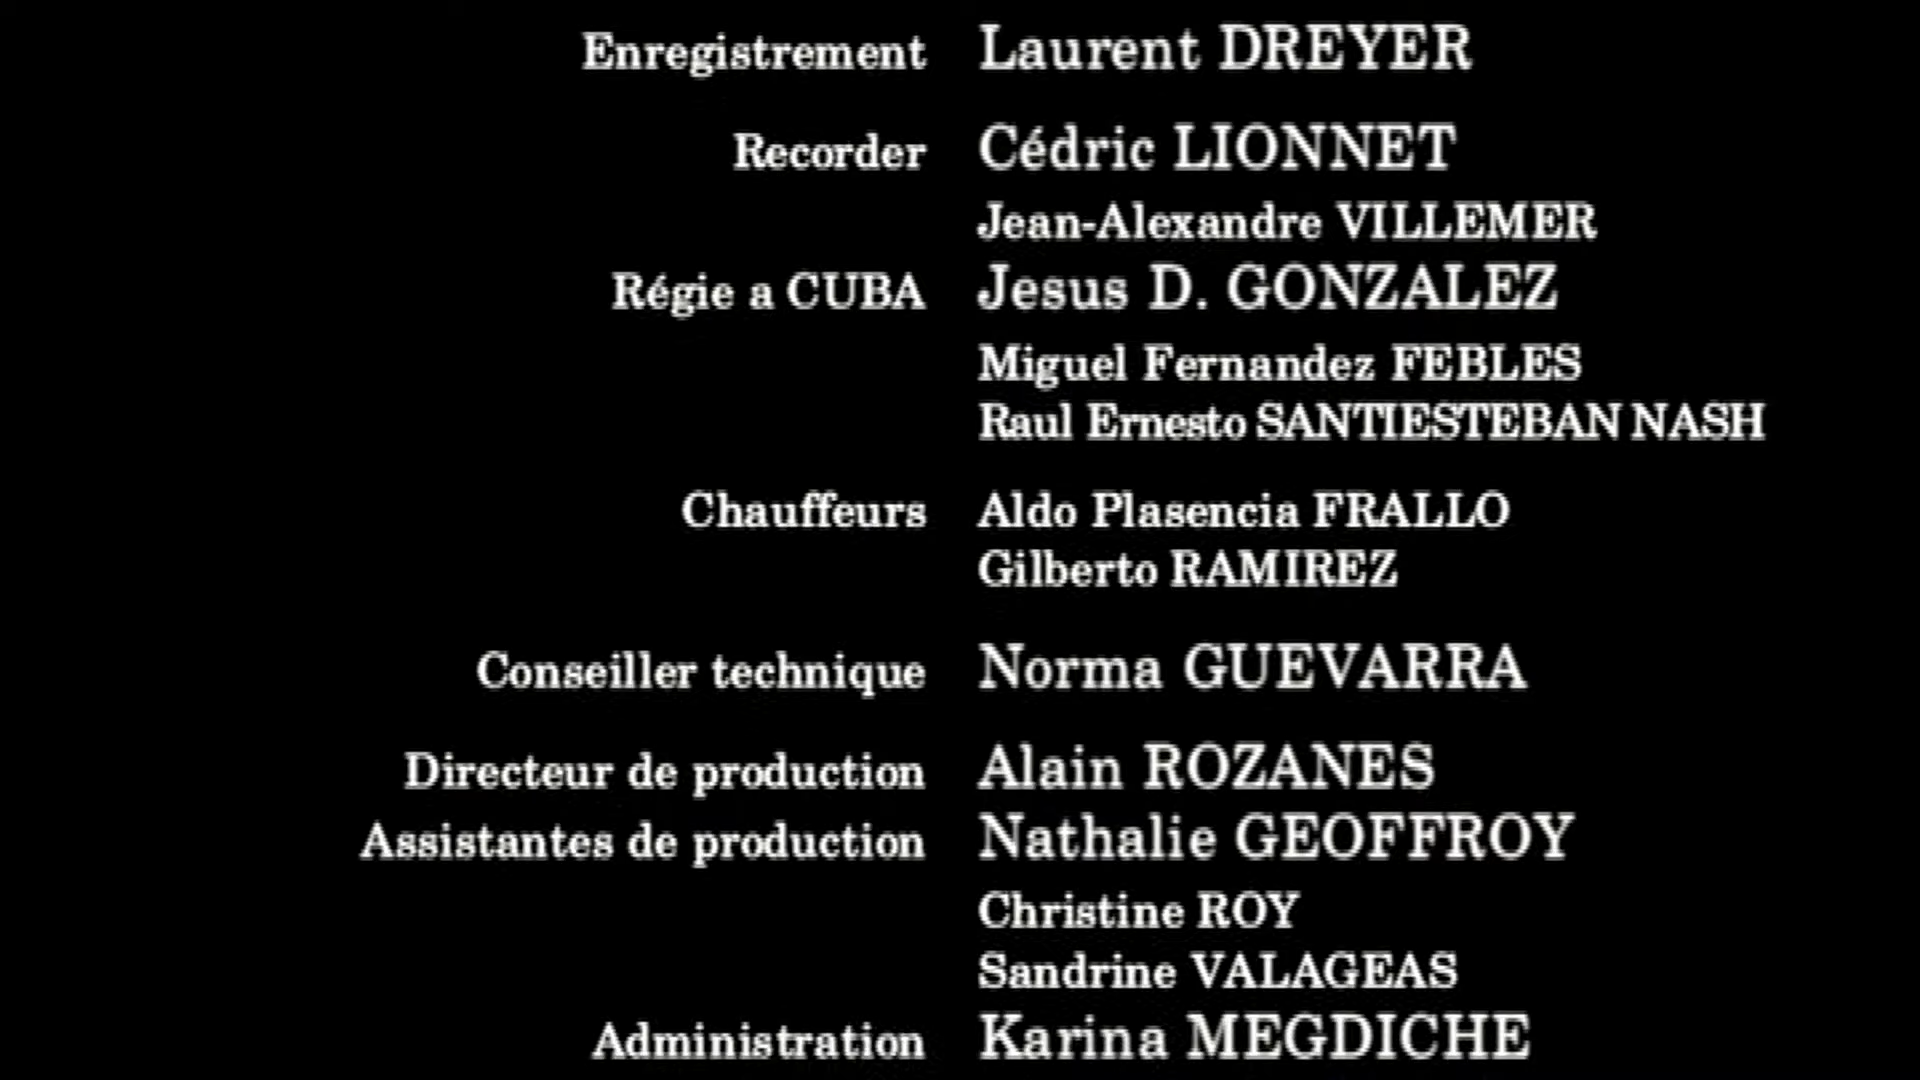 Enregistrement Laurent DREYER
Recorder Cédric LIONNET
Jean-Alexandre VILLEMER
Régie a CUBA Jesus D. GONZALEZ
Miguel Fernandez FEBLES
Raul Ernesto SANTIESTEBAN NASH
Chauffeurs Aldo Plasencia FRALLO
Gilberto RAMIREZ
Conseiller technique Norma GUEVARRA
Directeur de production Alain ROZANES
Assistantes de production Nathalie GEOFFROY
Christine ROY
Sandrine VALAGEAS
Administration Karina MEGDICHE